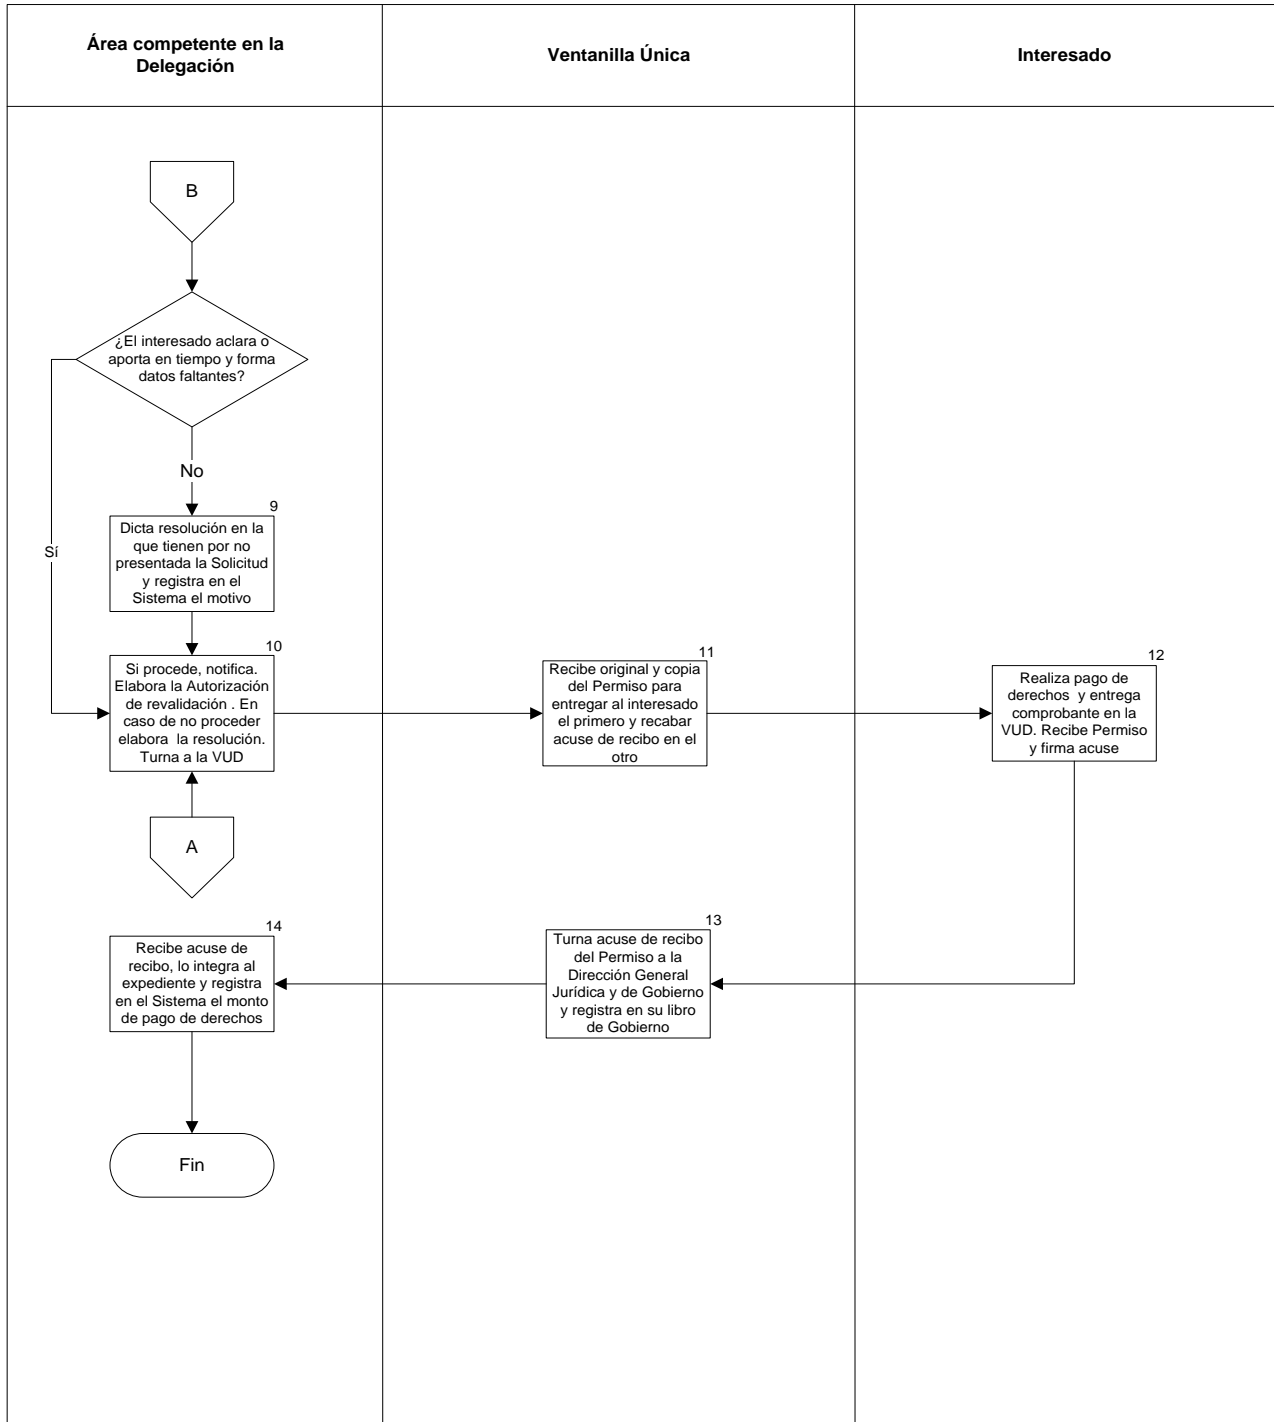 Área competente en la
Delegación
Ventanilla Única
Interesado
B
¿El interesado aclara o
aporta en tiempo y forma
datos faltantes?
No
Sí
9
Dicta resolución en la
que tienen por no
presentada la Solicitud
y registra en el
Sistema el motivo
10
Si procede, notifica.
Elabora la Autorización
de revalidación . En
caso de no proceder
elabora la resolución.
Turna a la VUD
11
Recibe original y copia
del Permiso para
entregar al interesado
el primero y recabar
acuse de recibo en el
otro
12
Realiza pago de
derechos y entrega
comprobante en la
VUD. Recibe Permiso
y firma acuse
A
14
Recibe acuse de
recibo, lo integra al
expediente y registra
en el Sistema el monto
de pago de derechos
13
Turna acuse de recibo
del Permiso a la
Dirección General
Jurídica y de Gobierno
y registra en su libro
de Gobierno
Fin